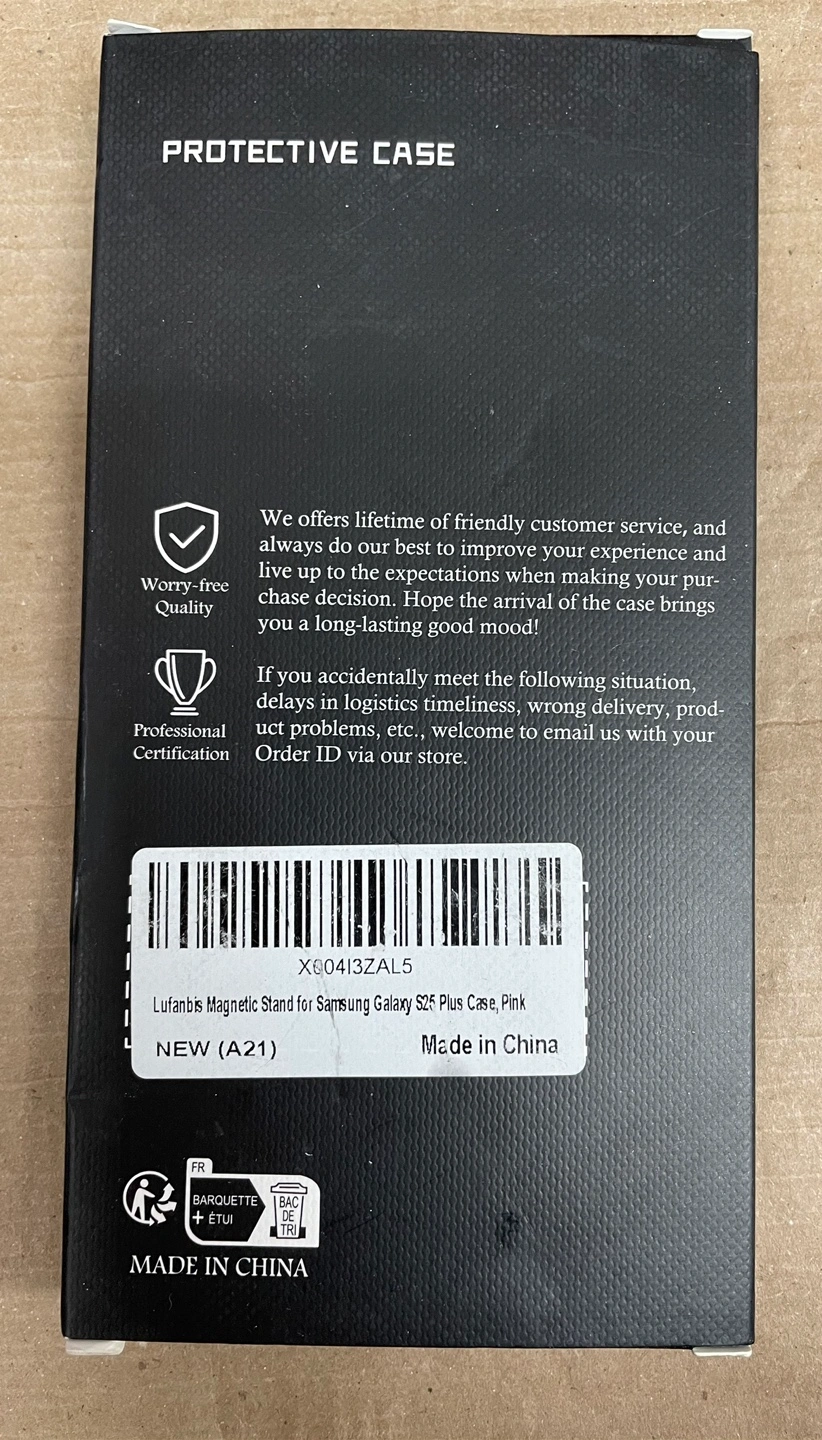 PROTECTIVE CASE
Worry-free
Quality
We offers lifetime of friendly customer service, and
always do our best to improve your experience and
live up to the expectations when making your pur-
chase decision. Hope the arrival of the case brings
you a long-lasting good mood!
Professional
Certification
If you accidentally meet the following situation,
delays in logistics timeliness, wrong delivery, prod-
uct problems, etc., welcome to email us with your
Order ID via our store.
X004I3ZAL5
Lufanbis Magnetic Stand for Samsung Galaxy S25 Plus Case, Pink
NEW (A21)
Made in China
FR
BARQUETTE
+ ÉTUI
BAC
DE
TRI
MADE IN CHINA